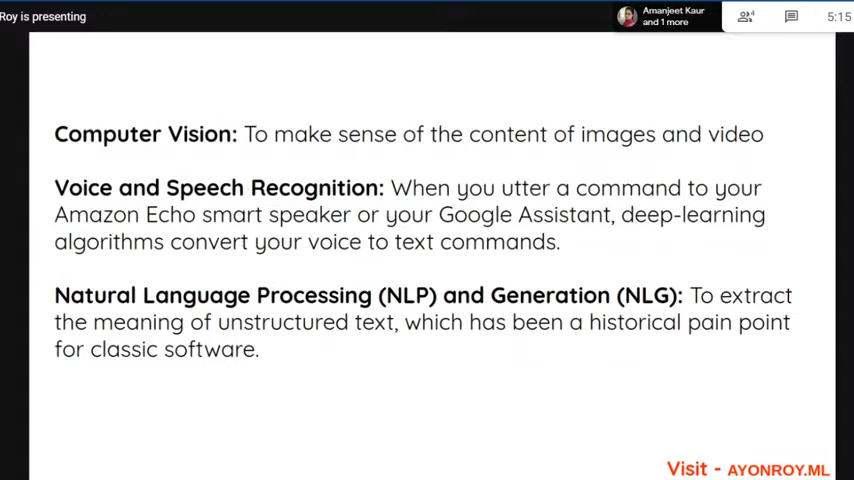 Roy is presenting
Amanjeet Kaur
and 1 more
4
5:15
Computer Vision: To make sense of the content of images and video
Voice and Speech Recognition: When you utter a command to your
Amazon Echo smart speaker or your Google Assistant, deep-learning
algorithms convert your voice to text commands.
Natural Language Processing (NLP) and Generation (NLG): To extract
the meaning of unstructured text, which has been a historical pain point
for classic software.
Visit - AYONROY.ML